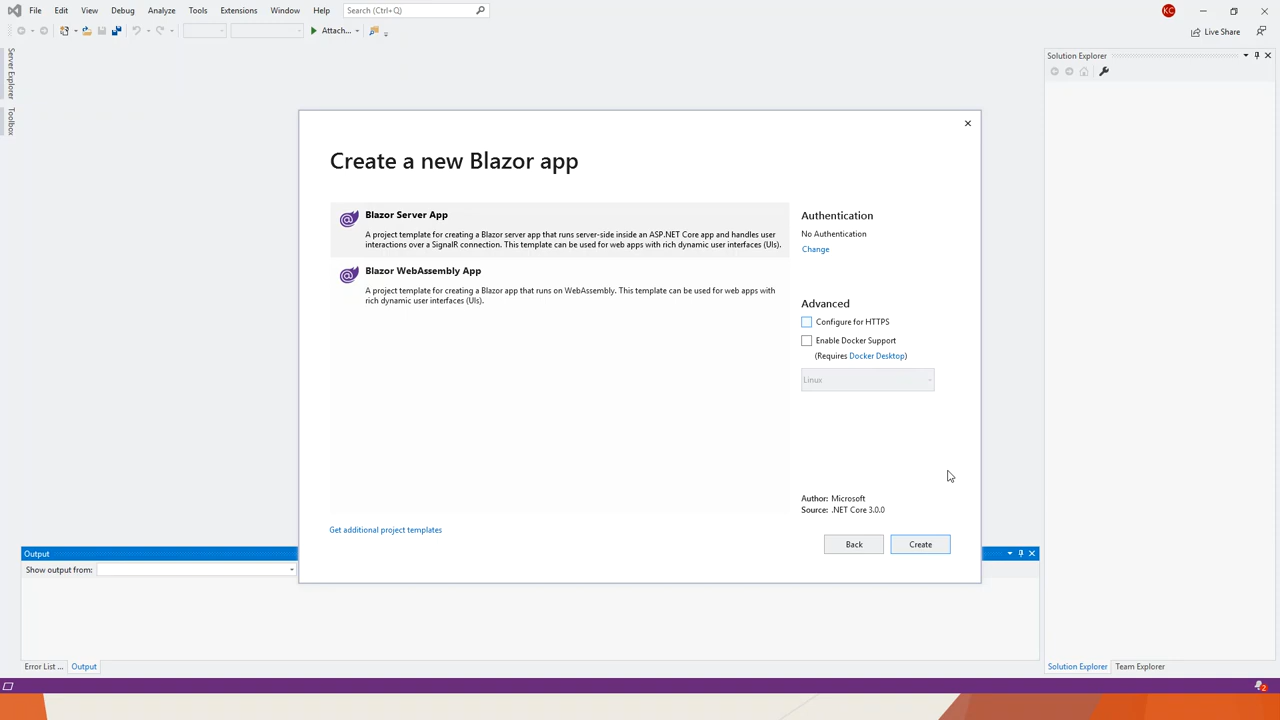 File Edit View Blazor Debug Analyze Tools Extensions Window Help Search (Ctrl+Q) KC
Attach... Live Share
Server Explorer
Toolbox
Solution Explorer
Create a new Blazor app
Blazor Server App
A project template for creating a Blazor server app that runs server-side inside an ASP.NET Core app and handles user
interactions over a SignalR connection. This template can be used for web apps with rich dynamic user interfaces (UIs).
Blazor WebAssembly App
A project template for creating a Blazor app that runs on WebAssembly. This template can be used for web apps with
rich dynamic user interfaces (UIs).
Get additional project templates
Authentication
No Authentication
Change
Advanced
Configure for HTTPS
Enable Docker Support
(Requires Docker Desktop)
Linux
Author: Microsoft
Source: .NET Core 3.0.0
Back Create
Output
Show output from:
Error List ... Output
Solution Explorer Team Explorer
2